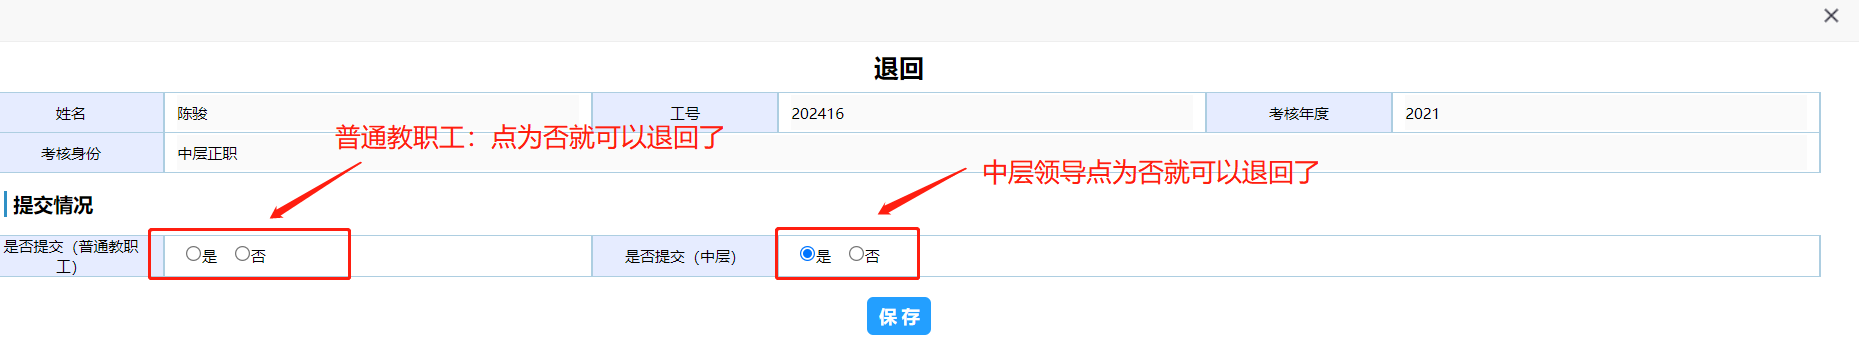 退回
姓名 陈骏 工号 202416 考核年度 2021
普通教职工：点为否就可以退回了
考核身份 中层正职
中层领导点为否就可以退回了
提交情况
是否提交（普通教职
工） 是 否 是否提交（中层） 是 否
保存